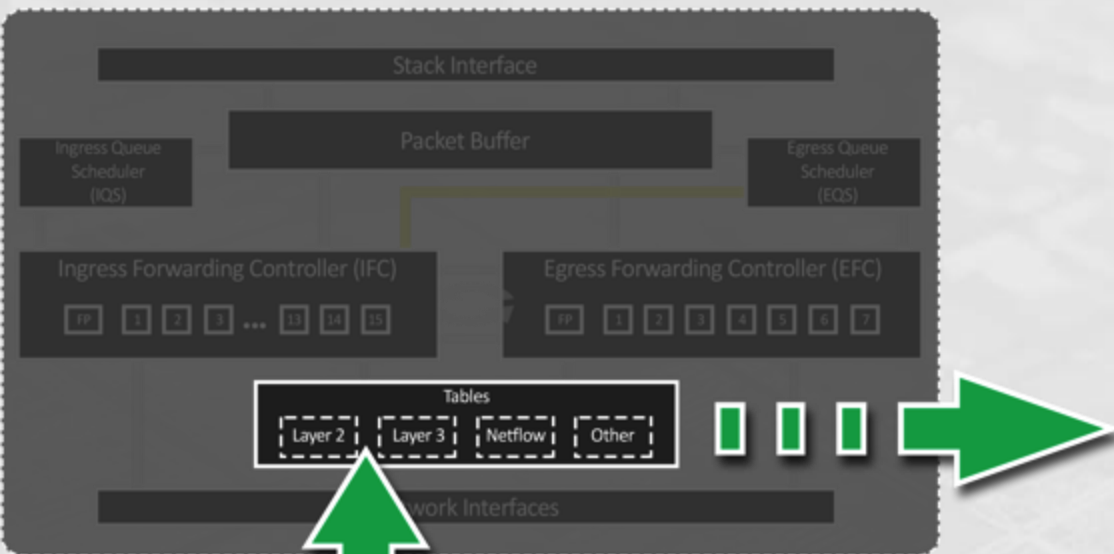 Stack Interface
Packet Buffer
Ingress Queue
Scheduler
(IQS)
Egress Queue
Scheduler
(EQS)
Ingress Forwarding Controller (IFC)
FP 1 2 3 ... 13 14 15
Egress Forwarding Controller (EFC)
FP 1 2 3 4 5 6 7
Tables
Layer 2 Layer 3 Netflow Other
work Interfaces